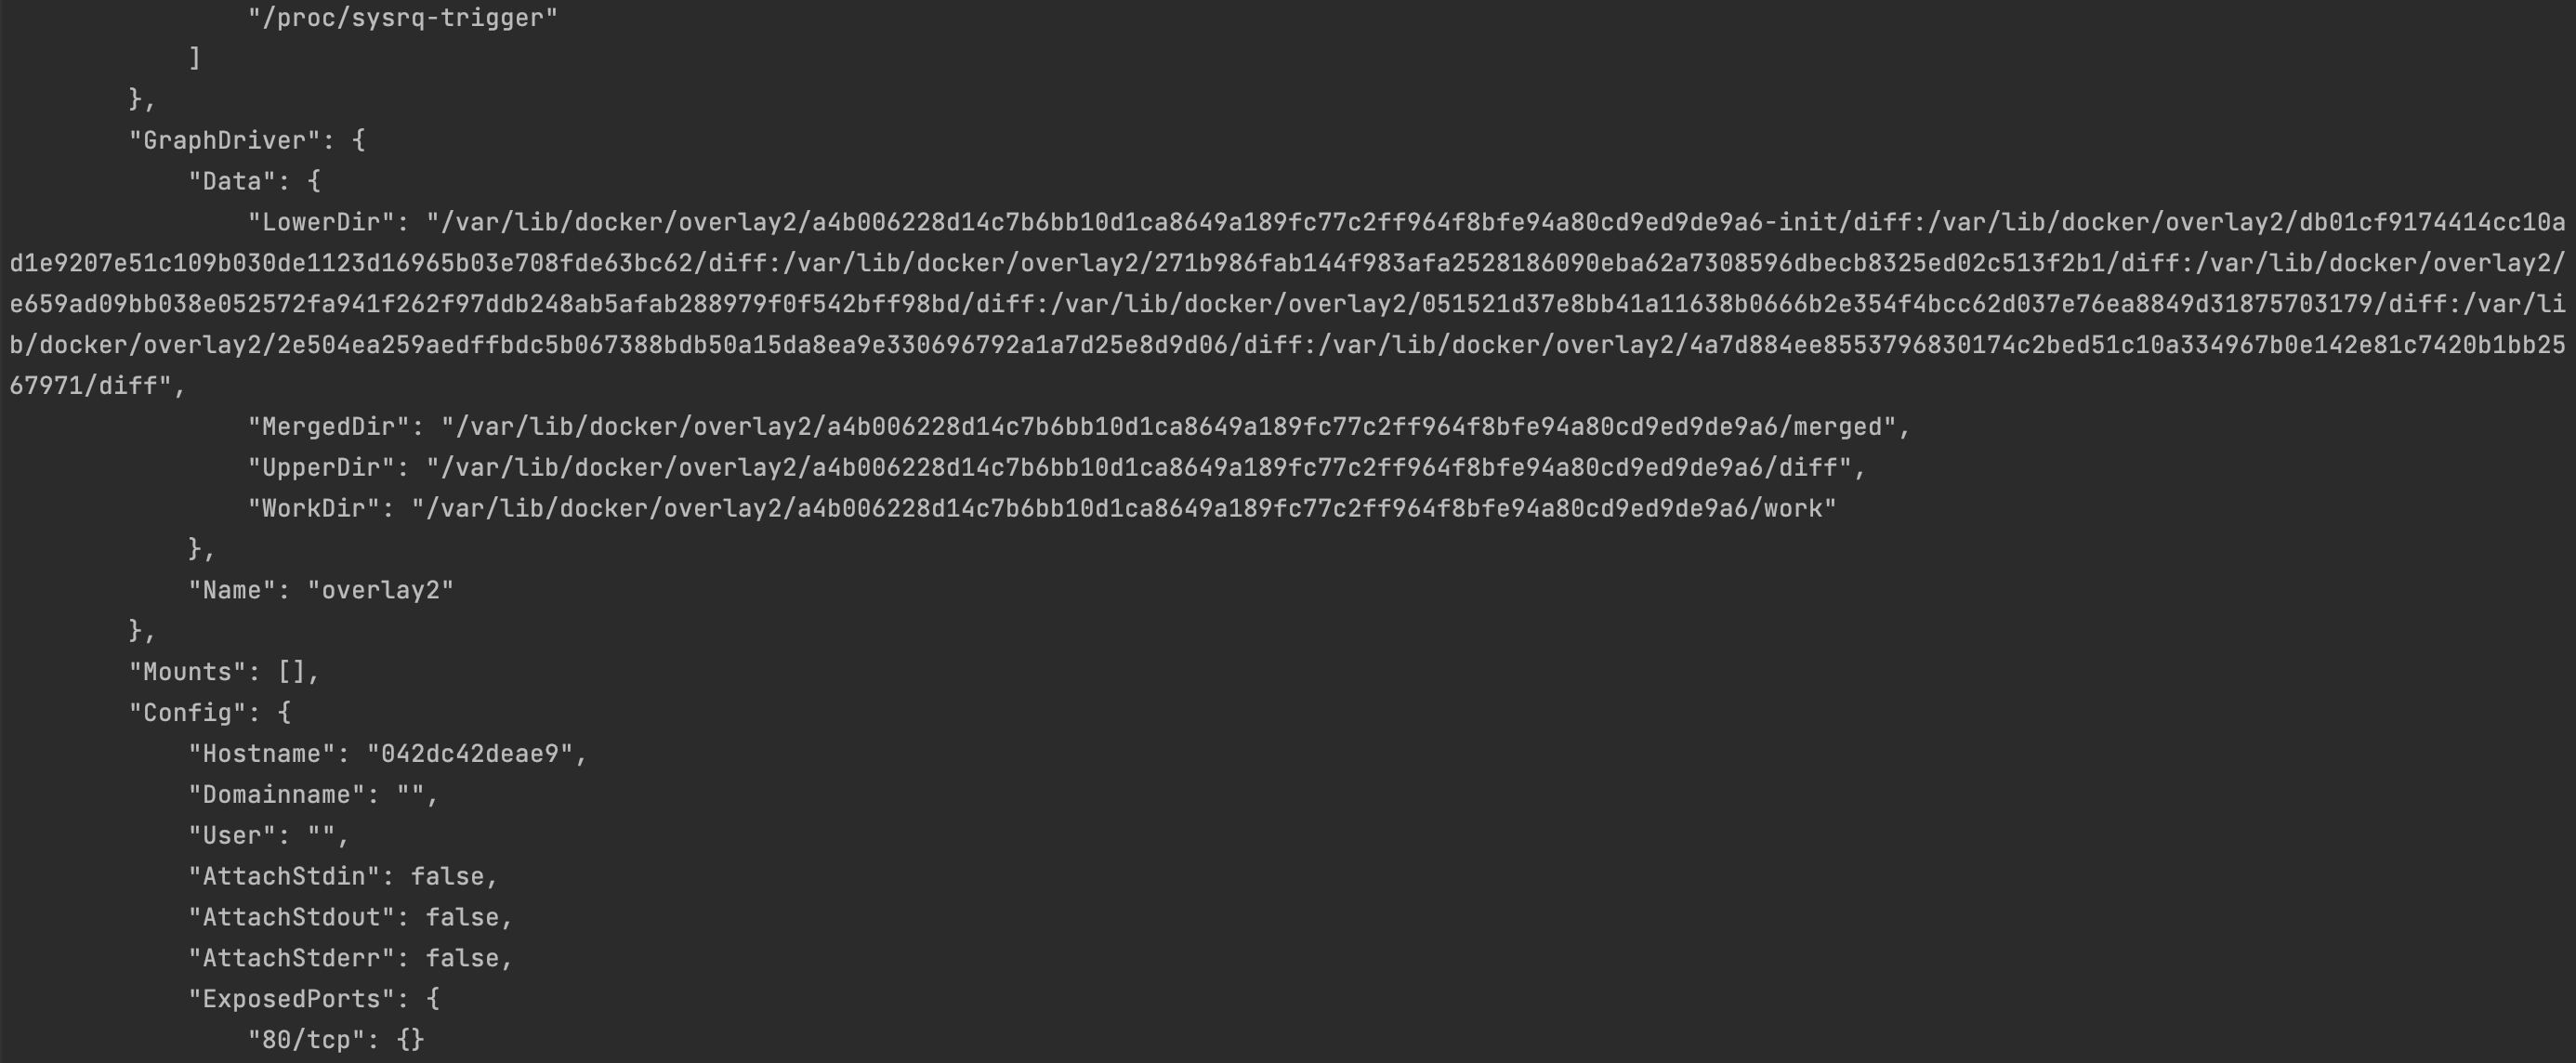 "/proc/sysrq-trigger"
]
},
"GraphDriver": {
"Data": {
"LowerDir": "/var/lib/docker/overlay2/a4b006228d14c7b6bb10d1ca8649a189fc77c2ff964f8bfe94a80cd9ed9de9a6-init/diff:/var/lib/docker/overlay2/db01cf9174414cc10a
d1e9207e51c109b030de1123d16965b03e708fde63bc62/diff:/var/lib/docker/overlay2/271b986fab144f983afa2528186090eba62a7308596dbecb8325ed02c513f2b1/diff:/var/lib/docker/overlay2/
e659ad09bb038e052572fa941f262f97ddb248ab5afab288979f0f542bff98bd/diff:/var/lib/docker/overlay2/051521d37e8bb41a11638b0666b2e354f4bcc62d037e76ea8849d31875703179/diff:/var/li
b/docker/overlay2/2e504ea259aedffbdc5b067388bdb50a15da8ea9e330696792a1a7d25e8d9d06/diff:/var/lib/docker/overlay2/4a7d884ee8553796830174c2bed51c10a334967b0e142e81c7420b1bb25
67971/diff",
"MergedDir": "/var/lib/docker/overlay2/a4b006228d14c7b6bb10d1ca8649a189fc77c2ff964f8bfe94a80cd9ed9de9a6/merged",
"UpperDir": "/var/lib/docker/overlay2/a4b006228d14c7b6bb10d1ca8649a189fc77c2ff964f8bfe94a80cd9ed9de9a6/diff",
"WorkDir": "/var/lib/docker/overlay2/a4b006228d14c7b6bb10d1ca8649a189fc77c2ff964f8bfe94a80cd9ed9de9a6/work"
},
"Name": "overlay2"
},
"Mounts": [],
"Config": {
"Hostname": "042dc42deae9",
"Domainname": "",
"User": "",
"AttachStdin": false,
"AttachStdout": false,
"AttachStderr": false,
"ExposedPorts": {
"80/tcp": {}